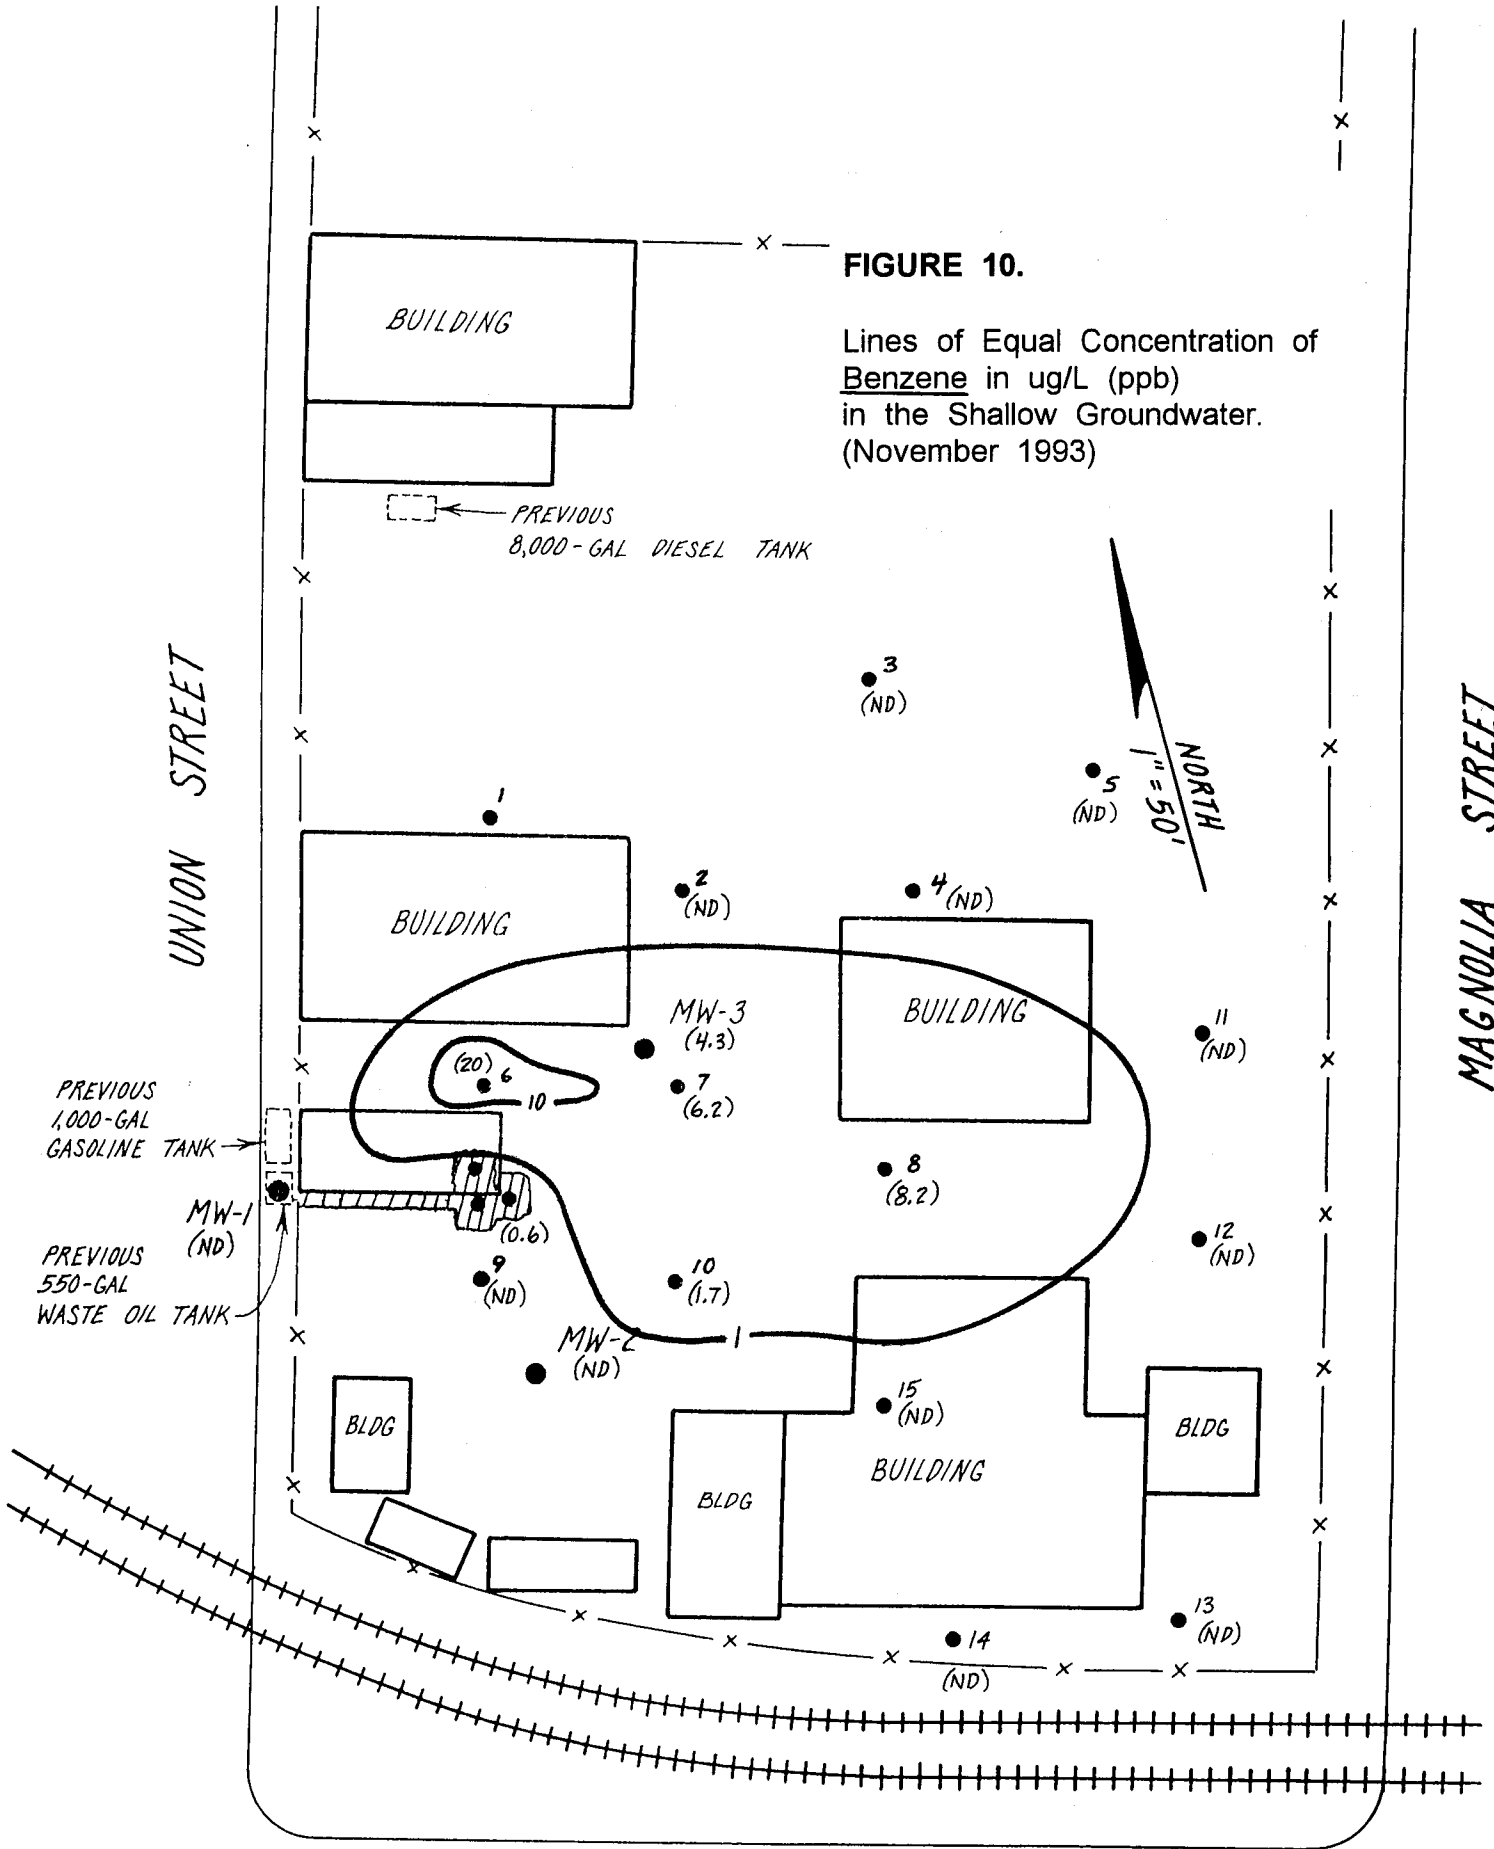 FIGURE 10.
Lines of Equal Concentration of
Benzene in ug/L (ppb)
in the Shallow Groundwater.
(November 1993)
BUILDING
PREVIOUS
8,000-GAL DIESEL TANK
UNION STREET
MAGNOLIA STREET
NORTH
1" = 50'
3
(ND)
5
(ND)
1
2
(ND)
4 (ND)
BUILDING
BUILDING
MW-3
(4.3)
11
(ND)
(20)
6
10
7
(6.2)
PREVIOUS
1,000-GAL
GASOLINE TANK
8
(8.2)
MW-1
(ND)
(0.6)
12
(ND)
PREVIOUS
550-GAL
WASTE OIL TANK
9
(ND)
10
(1.7)
MW-2
(ND)
1
15
(ND)
BLDG
BLDG
BUILDING
BLDG
13
(ND)
14
(ND)